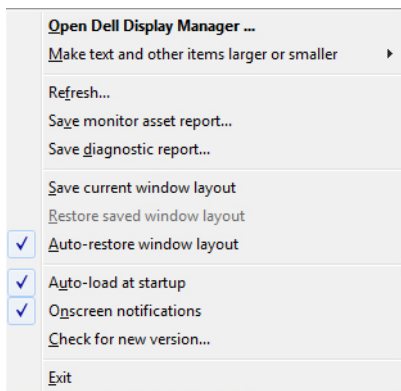 Open Dell Display Manager ...
Make text and other items larger or smaller
Refresh...
Save monitor asset report...
Save diagnostic report...
Save current window layout
Restore saved window layout
Auto-restore window layout
Auto-load at startup
Onscreen notifications
Check for new version...
Exit